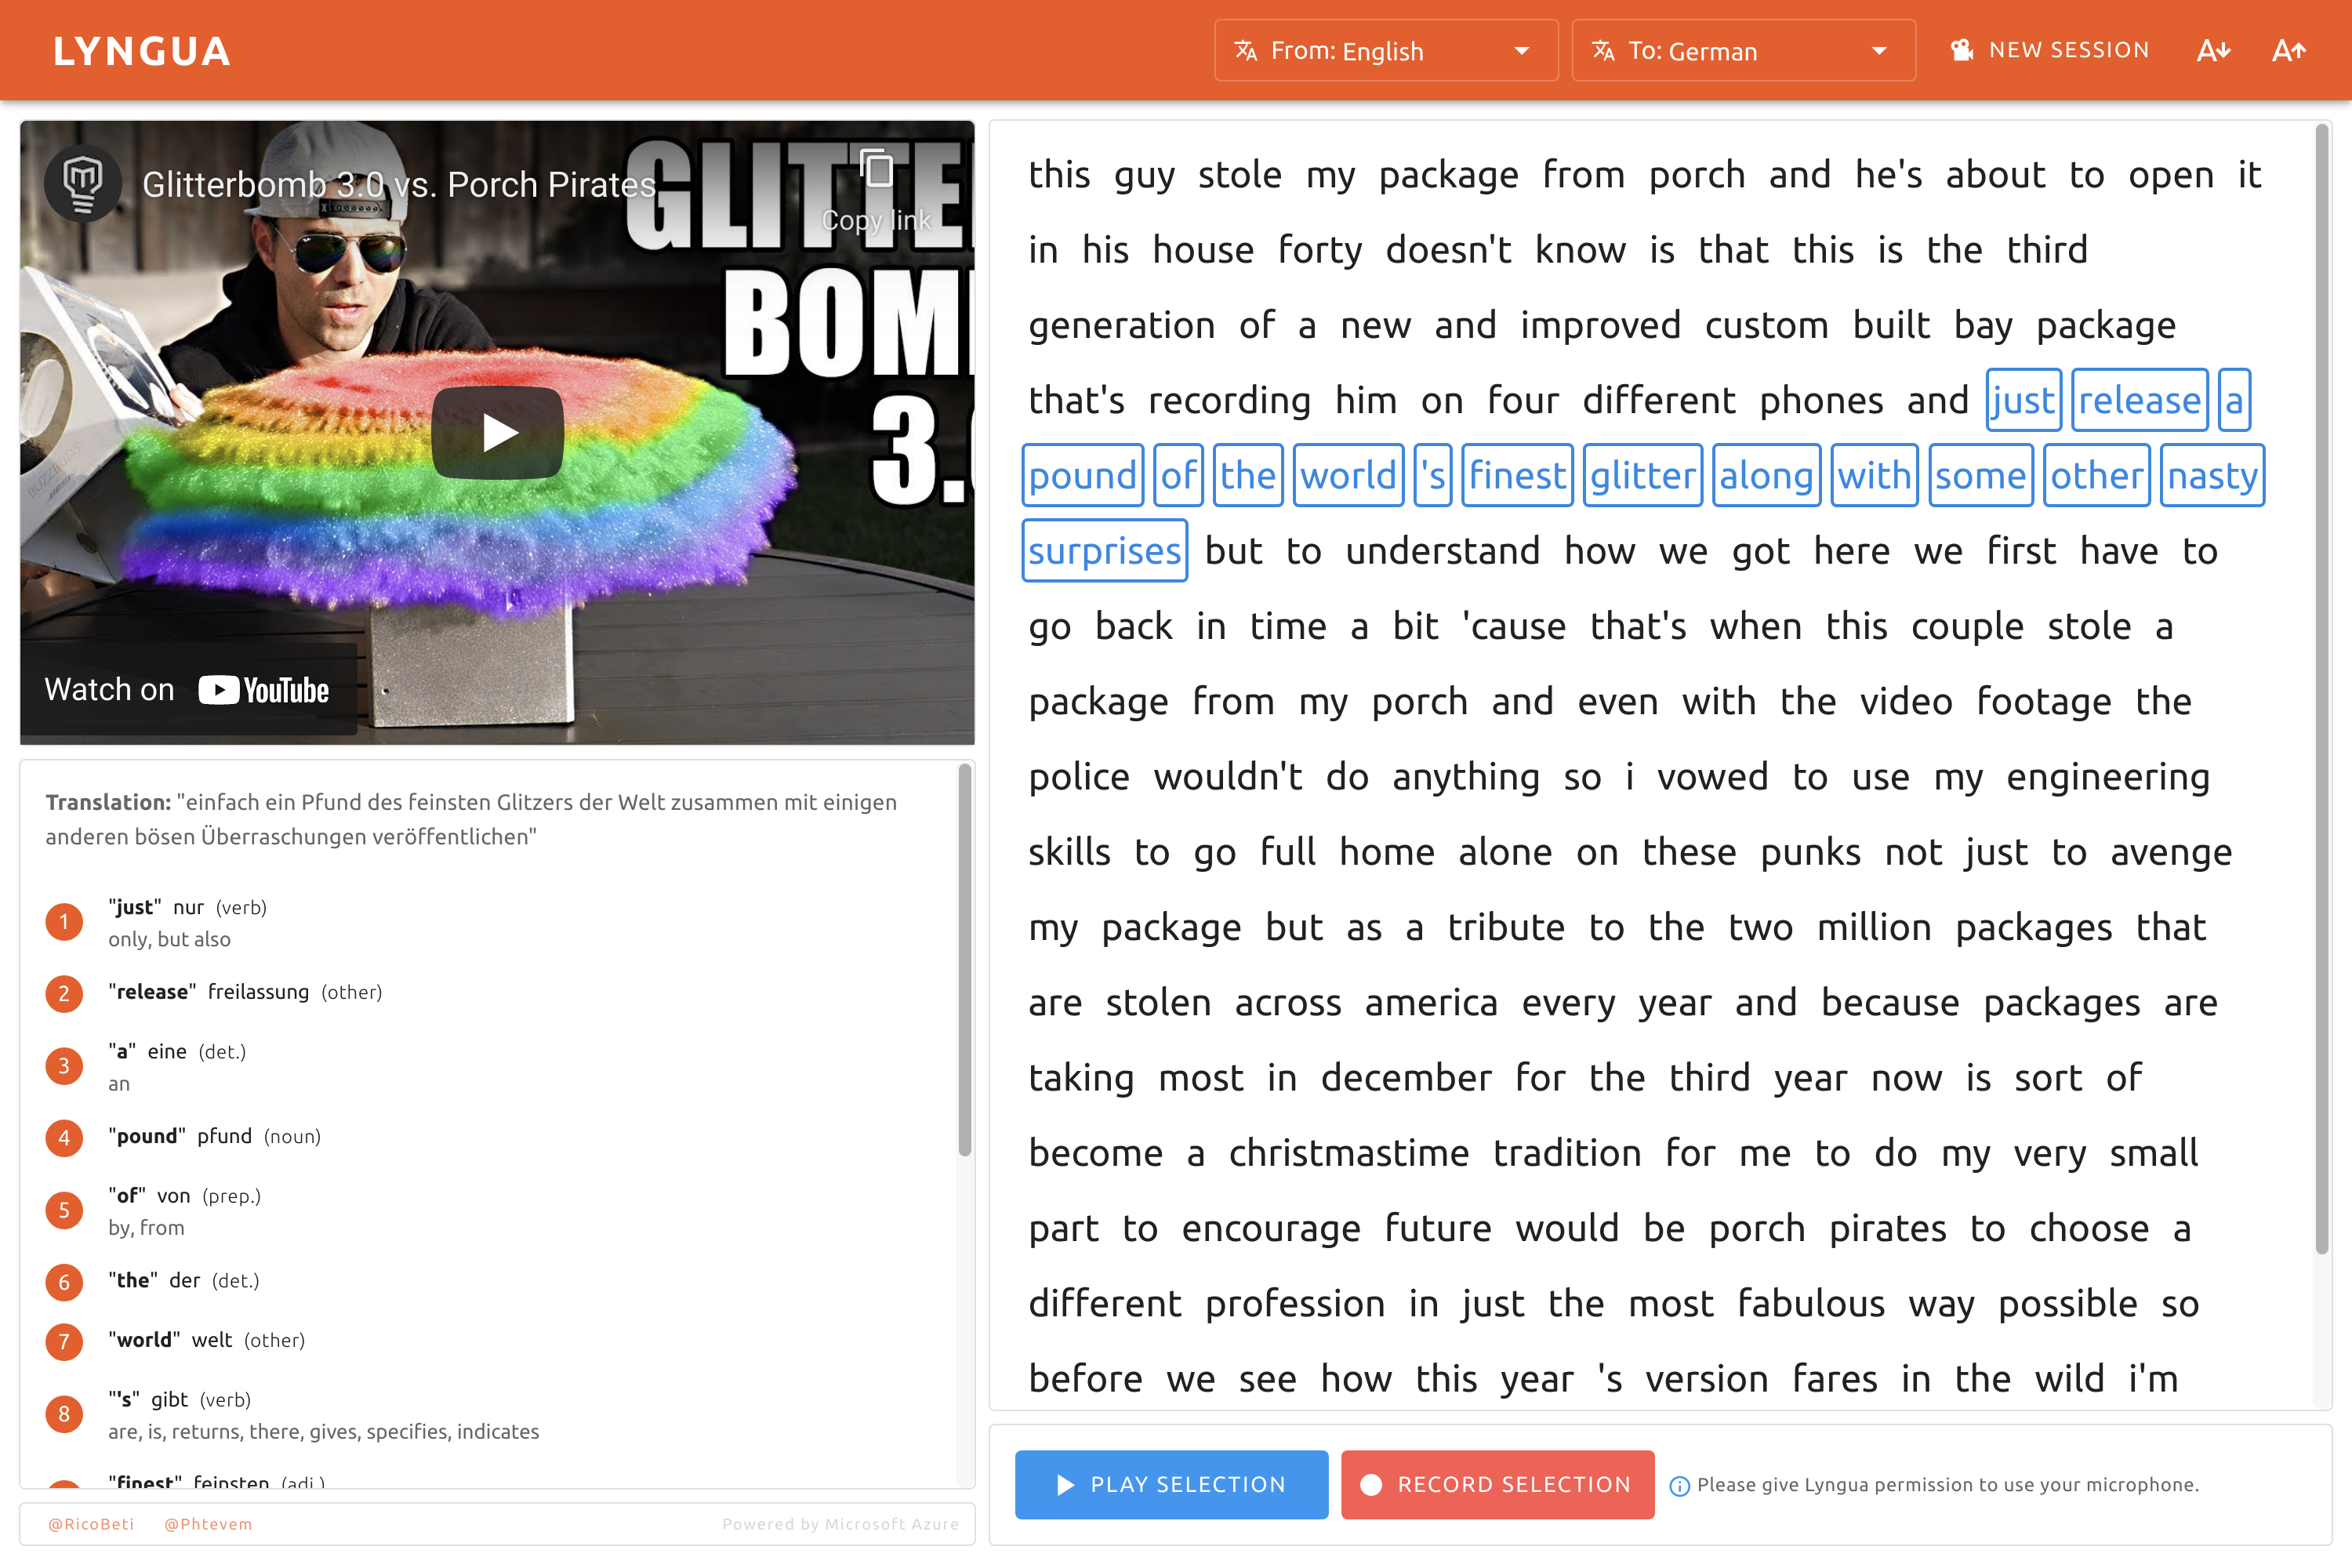 LYNGUA
From: English
To: German
NEW SESSION
A
A
Glitterbomb 3.0 vs. Porch Pirates
Copy link
GLITTE
BOM
3.
Watch on YouTube
Translation: "einfach ein Pfund des feinsten Glitzers der Welt zusammen mit einigen
anderen bösen Überraschungen veröffentlichen"
1 "just" nur (verb)
only, but also
2 "release" freilassung (other)
3 "a" eine (det.)
an
4 "pound" pfund (noun)
5 "of" von (prep.)
by, from
6 "the" der (det.)
7 "world" welt (other)
8 "'s" gibt (verb)
are, is, returns, there, gives, specifies, indicates
"finest" feinsten (adj.)
@RicoBeti @Phtevem
Powered by Microsoft Azure
this guy stole my package from porch and he's about to open it
in his house forty doesn't know is that this is the third
generation of a new and improved custom built bay package
that's recording him on four different phones and just release a
pound of the world 's finest glitter along with some other nasty
surprises but to understand how we got here we first have to
go back in time a bit 'cause that's when this couple stole a
package from my porch and even with the video footage the
police wouldn't do anything so i vowed to use my engineering
skills to go full home alone on these punks not just to avenge
my package but as a tribute to the two million packages that
are stolen across america every year and because packages are
taking most in december for the third year now is sort of
become a christmastime tradition for me to do my very small
part to encourage future would be porch pirates to choose a
different profession in just the most fabulous way possible so
before we see how this year 's version fares in the wild i'm
PLAY SELECTION
RECORD SELECTION
Please give Lyngua permission to use your microphone.